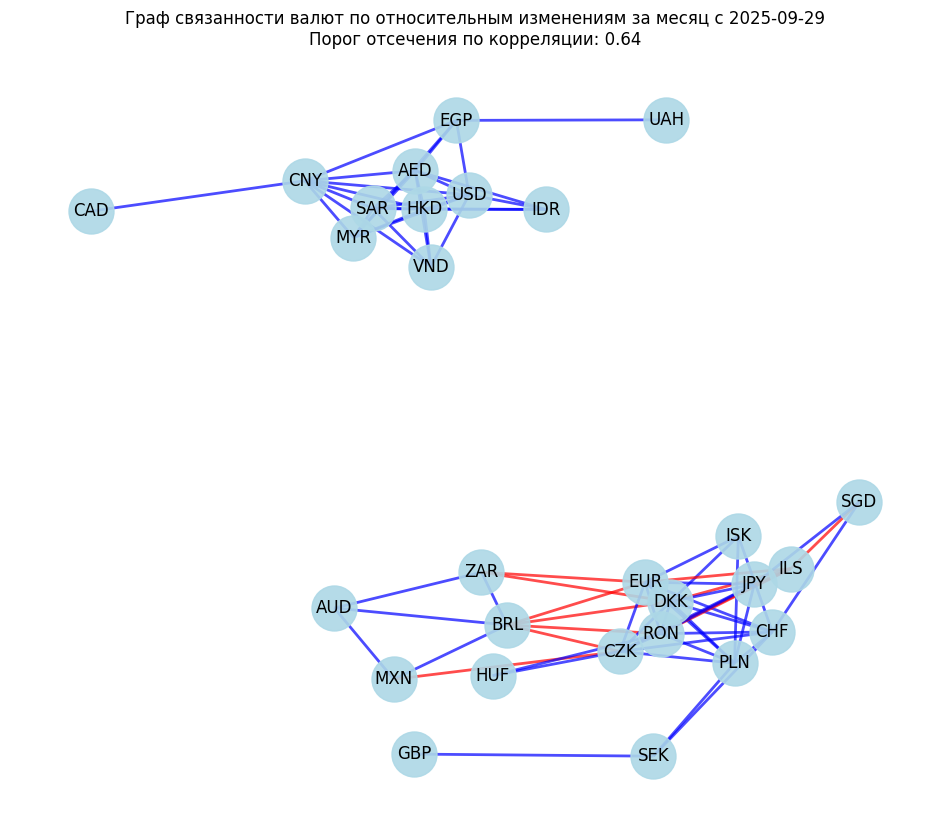 Граф связанности валют по относительным изменениям за месяц с 2025-09-29
Порог отсечения по корреляции: 0.64
EGP
UAH
AED
CNY
USD
SAR
HKD
IDR
CAD
MYR
VND
SGD
ISK
ILS
ZAR
EUR
JPY
DKK
AUD
BRL
RON
CHF
CZK
PLN
HUF
MXN
GBP
SEK